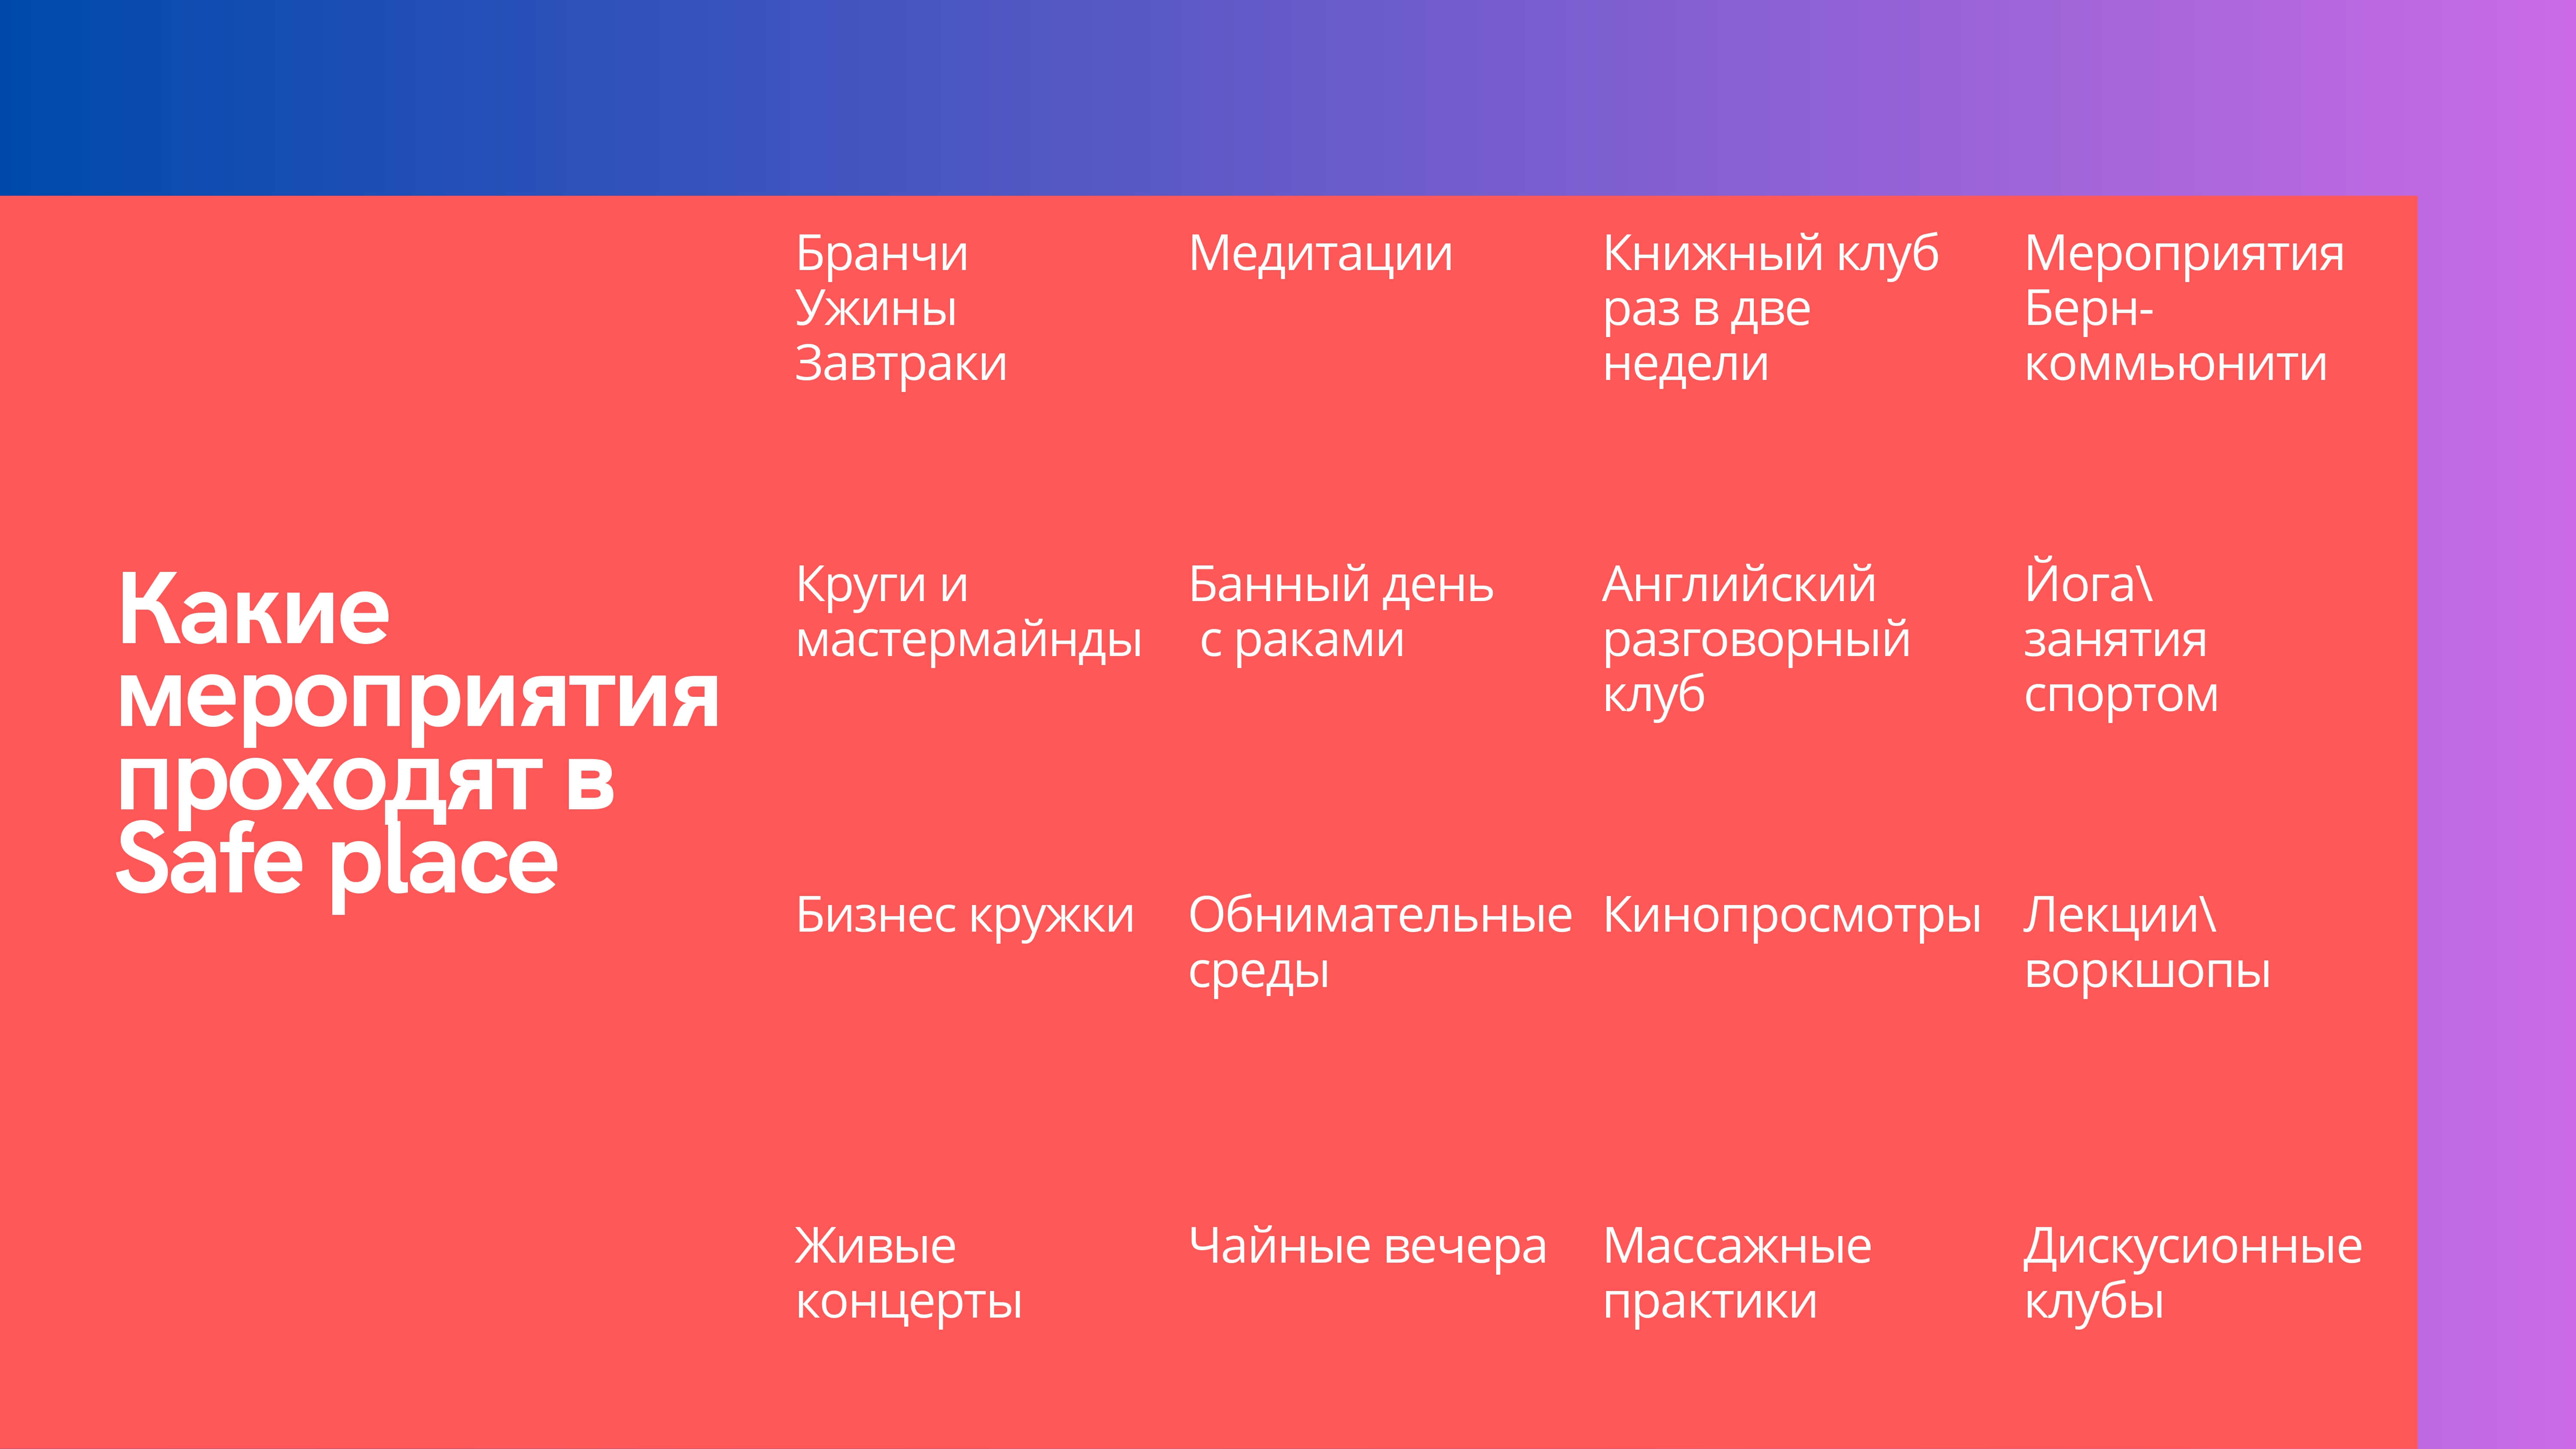 Какие
мероприятия
проходят в
Safe place
Бранчи
Ужины
Завтраки
Медитации
Книжный клуб
раз в две
недели
Мероприятия
Берн-
коммьюнити
Круги и
мастермайнды
Банный день
с раками
Английский
разговорный
клуб
Йога\
занятия
спортом
Бизнес кружки
Обнимательные
среды
Кинопросмотры
Лекции\
воркшопы
Живые
концерты
Чайные вечера
Массажные
практики
Дискусионные
клубы